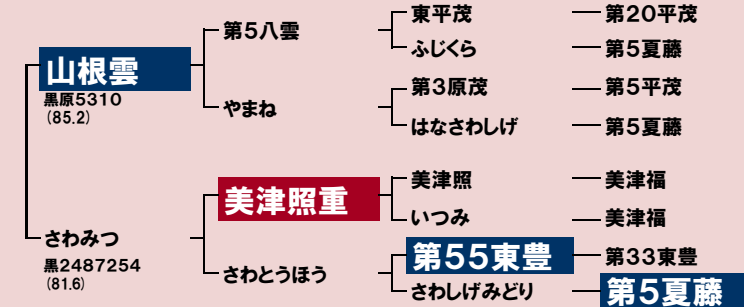 東平茂 第20平茂
第5八雲
ふじくら 第5夏藤
山根雲
黒原5310
(85.2)
第3原茂 第5平茂
やまね
はなさわしげ 第5夏藤
美津照 美津福
美津照重
いつみ 美津福
さわみつ
黒2487254
(81.6)
第55東豊 第33東豊
さわとうほう
さわしげみどり 第5夏藤